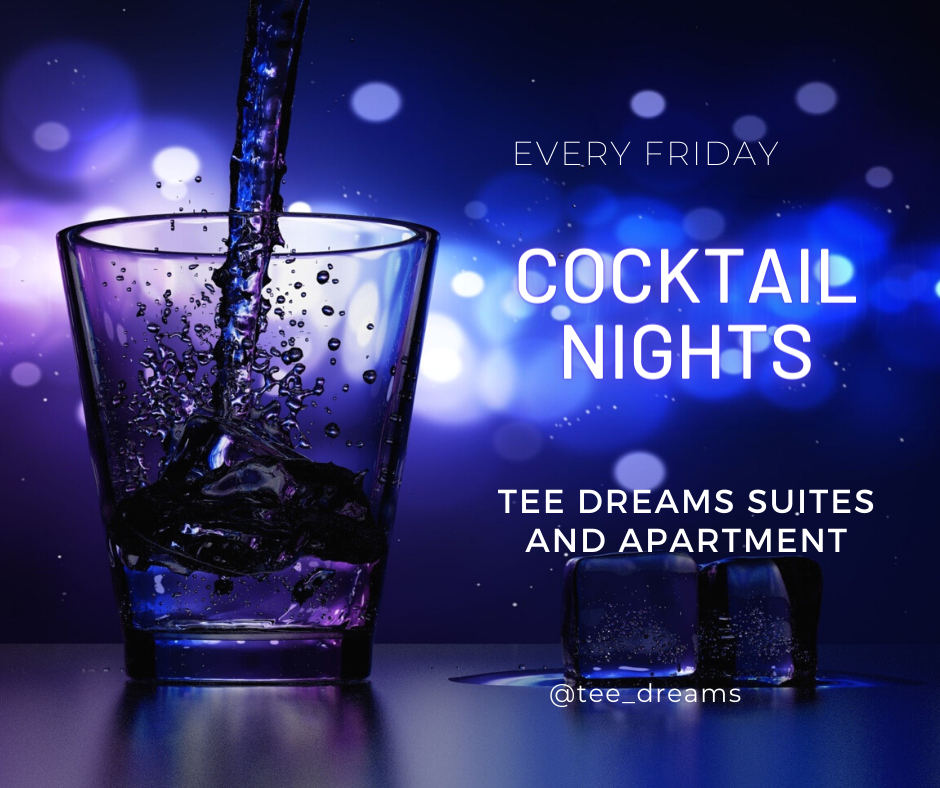 EVERY FRIDAY
COCKTAIL
NIGHTS
TEE DREAMS SUITES
AND APARTMENT
@tee_dreams